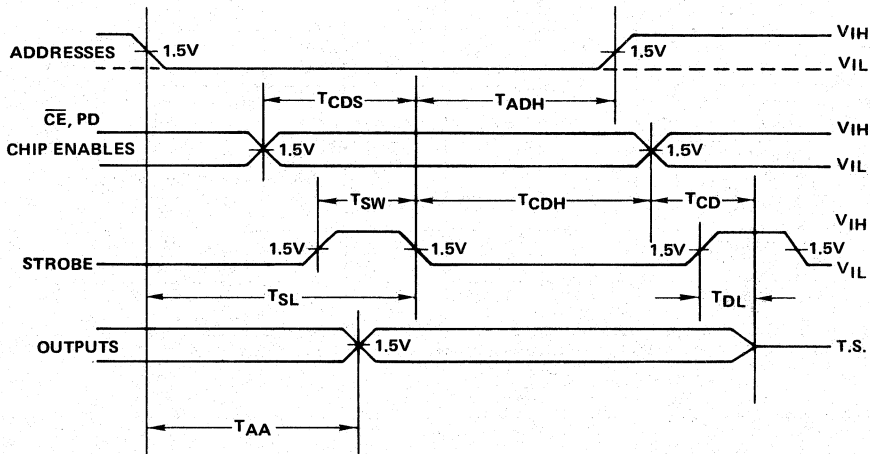 ADDRESSES 1.5V 1.5V VIH
VIL
TCDS TADH
CE, PD
CHIP ENABLES 1.5V 1.5V VIH
VIL
TSW TCDH TCD
STROBE 1.5V 1.5V 1.5V 1.5V VIH
VIL
TSL TDL
OUTPUTS 1.5V T.S.
TAA